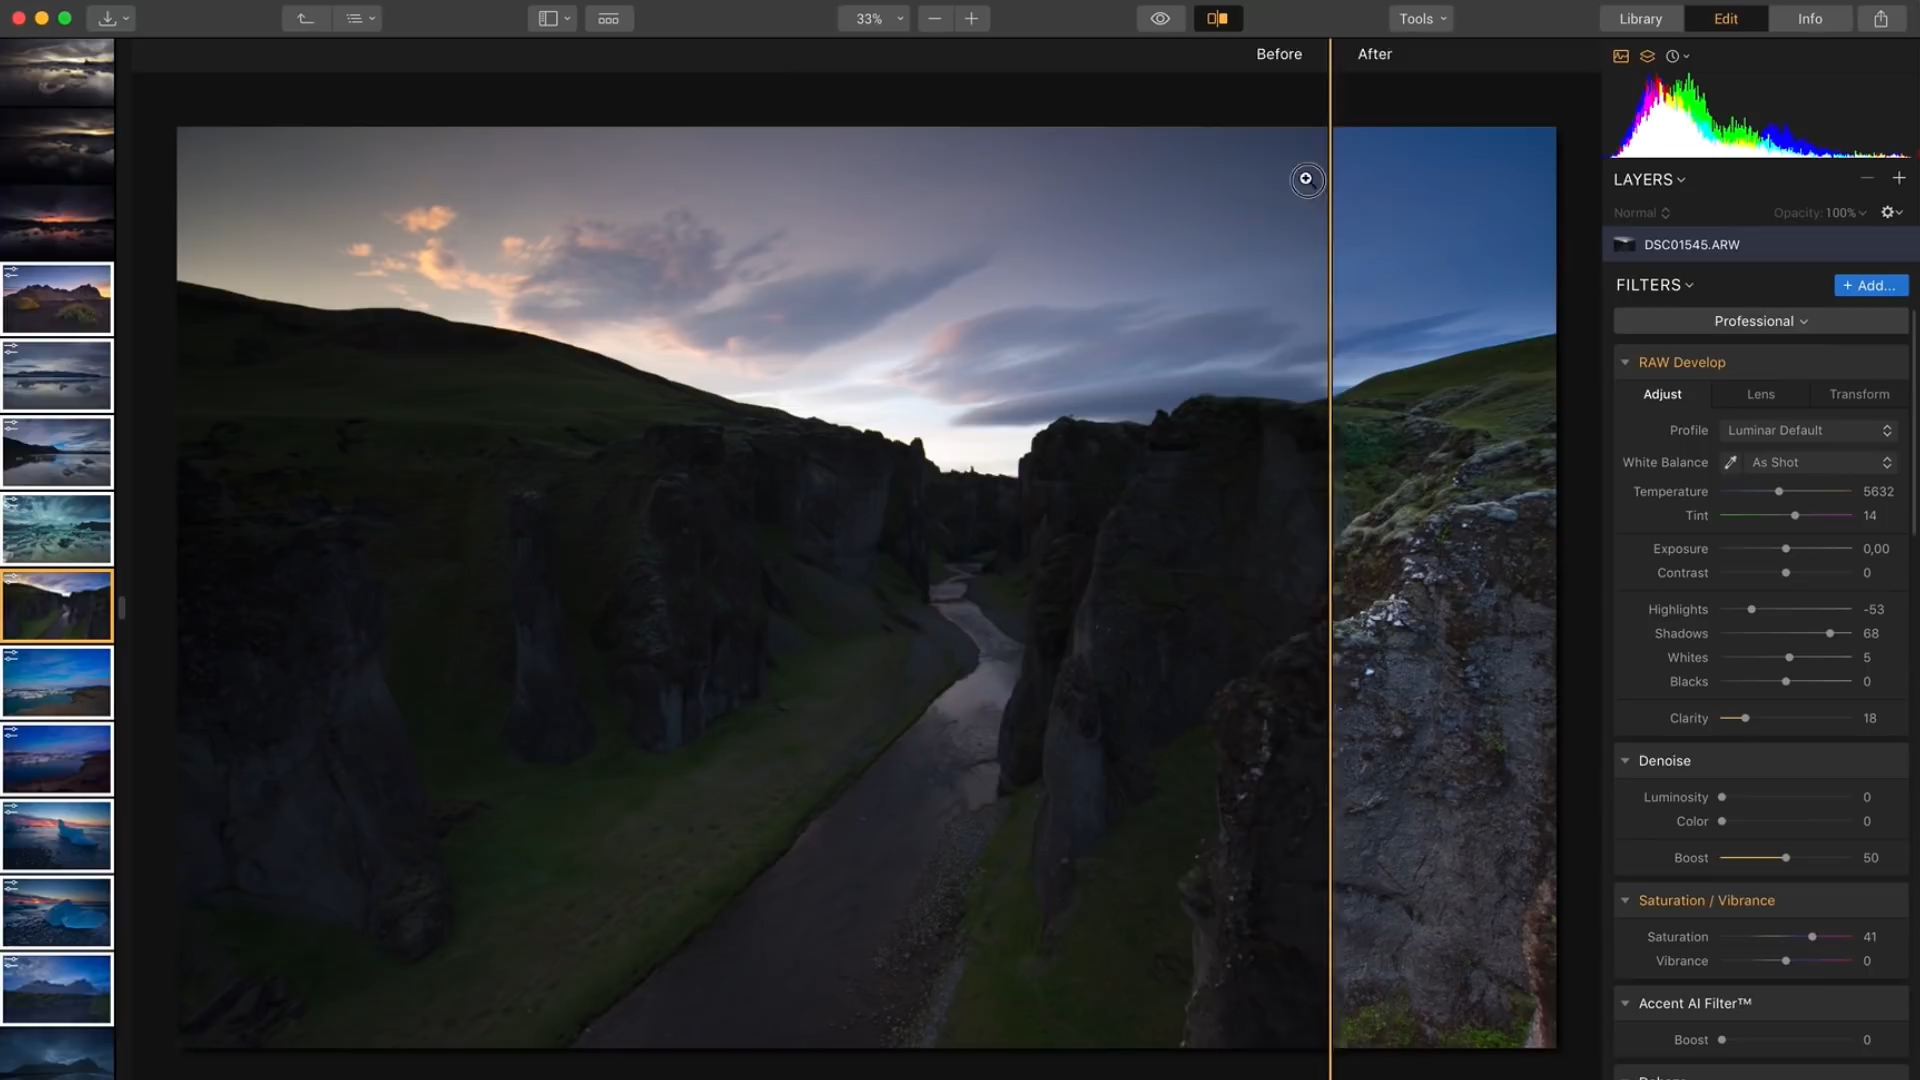 33%
Tools
Library
Edit
Info
Before
After
LAYERS
Normal
Opacity: 100%
DSC01545.ARW
FILTERS
+ Add...
Professional
RAW Develop
Adjust
Lens
Transform
Profile
Luminar Default
White Balance
As Shot
Temperature
5632
Tint
14
Exposure
0,00
Contrast
0
Highlights
-53
Shadows
68
Whites
5
Blacks
0
Clarity
18
Denoise
Luminosity
0
Color
0
Boost
50
Saturation / Vibrance
Saturation
41
Vibrance
0
Accent AI Filter™
Boost
0